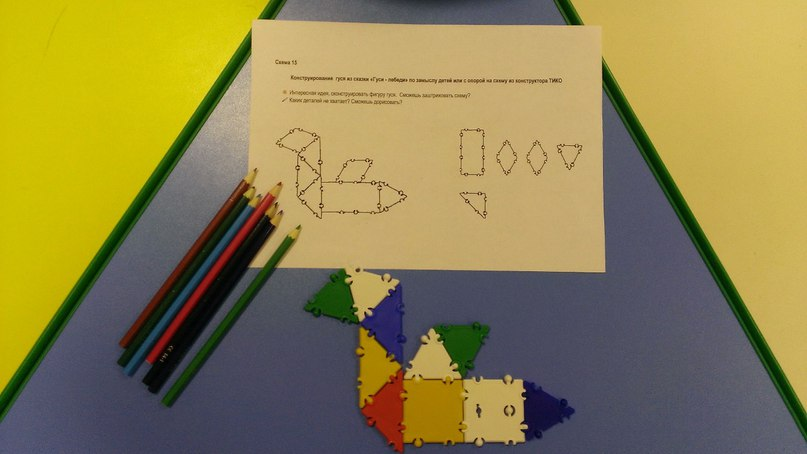 Схема 15
Конструирование гуся из сказки «Гуси - лебеди» по замыслу детей или с опорой на схему из конструктора ТИКО
Интересная идея, сконструировать фигуру гуся. Сможешь заштриховать схему?
✓ Каких деталей не хватает? Сможешь дорисовать?